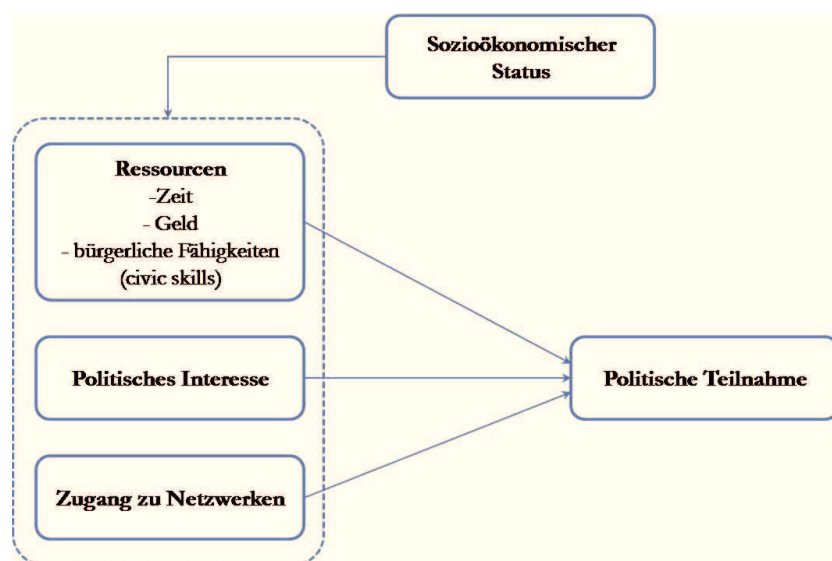 Sozioökonomischer
Status
Ressourcen
-Zeit
- Geld
- bürgerliche Fähigkeiten
(civic skills)
Politisches Interesse
Politische Teilnahme
Zugang zu Netzwerken